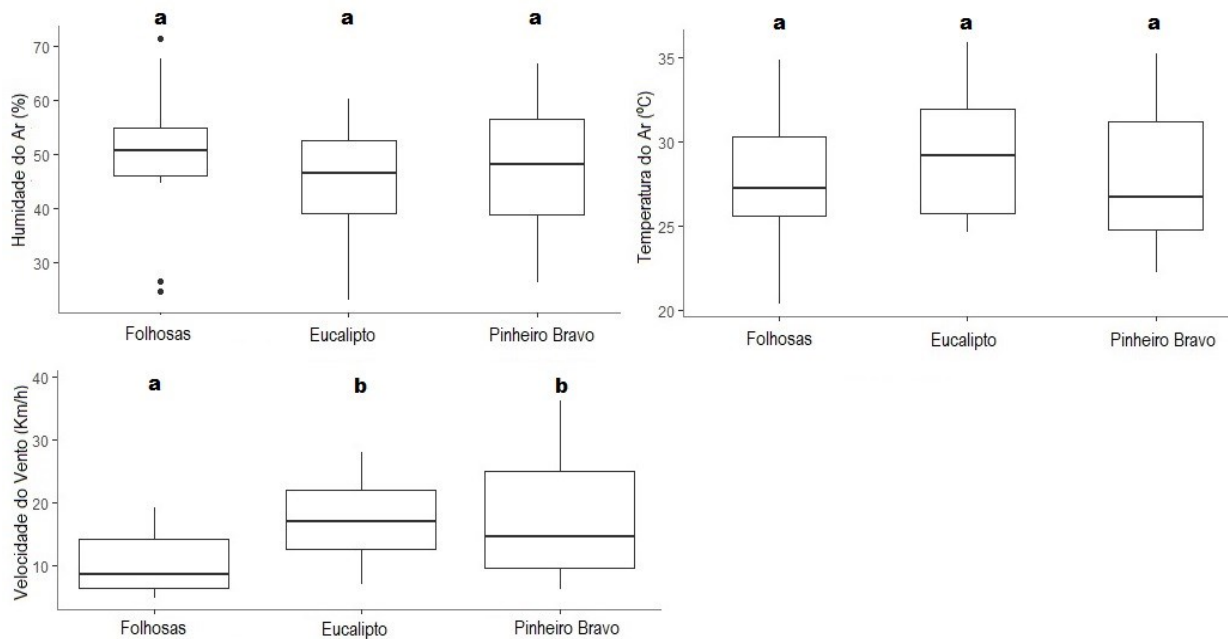 a a a
Humidade do Ar (%)
70
60
50
40
30
Folhosas Eucalipto Pinheiro Bravo
a a a
Temperatura do Ar (ºC)
35
30
25
20
Folhosas Eucalipto Pinheiro Bravo
a b b
Velocidade do Vento (Km/h)
40
30
20
10
Folhosas Eucalipto Pinheiro Bravo